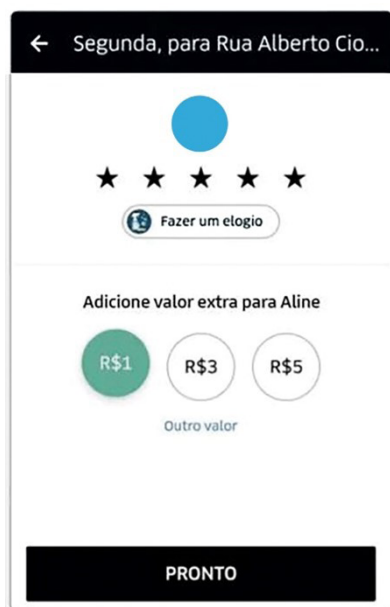 Segunda, para Rua Alberto Cio...
Fazer um elogio
Adicione valor extra para Aline
R$1 R$3 R$5
Outro valor
PRONTO